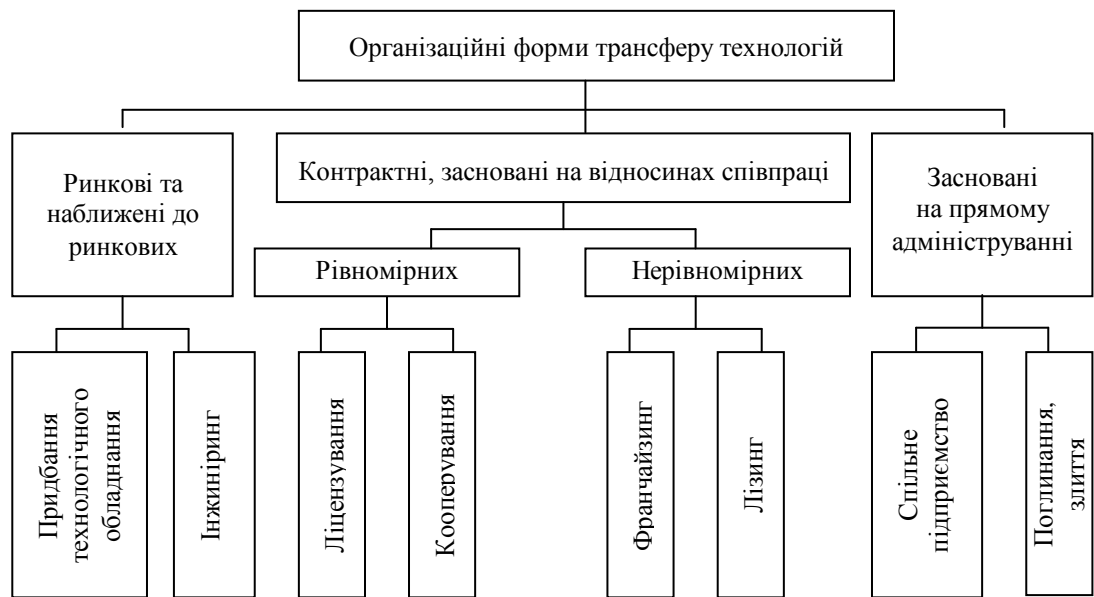 Організаційні форми трансферу технологій
Ринкові та
наближені до
ринкових
Контрактні, засновані на відносинах співпраці
Засновані
на прямому
адмініструванні
Рівномірних
Нерівномірних
Придбання
технологічного
обладнання
Інжиніринг
Ліцензування
Кооперування
Франчайзинг
Лізинг
Спільне
підприємство
Поглинання,
злиття